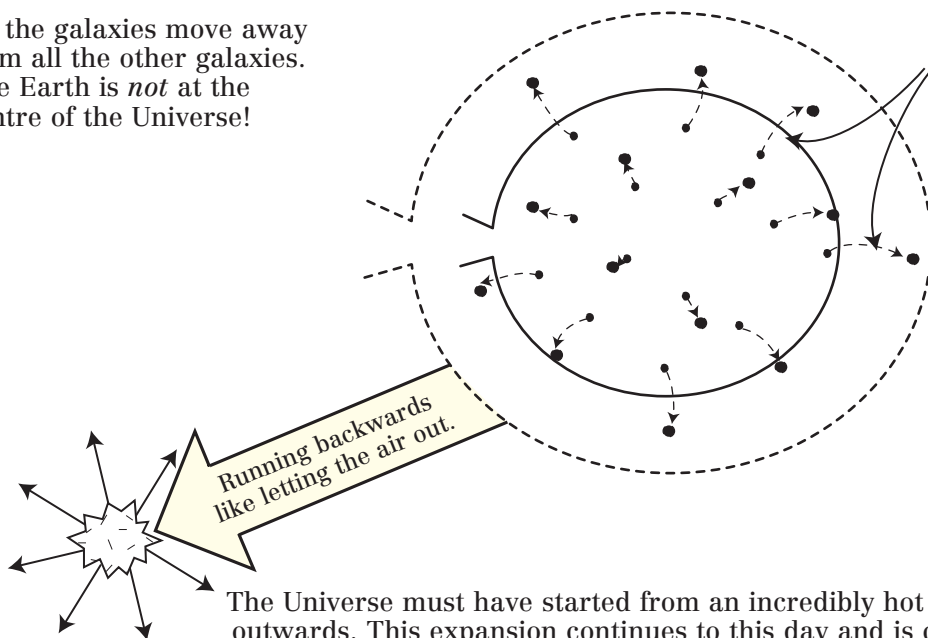 the galaxies move away
all the other galaxies.
Earth is not at the
of the Universe!
Running backwards
like letting the air out.
The Universe must have started from an incredibly hot
outwards. This expansion continues to this day and is